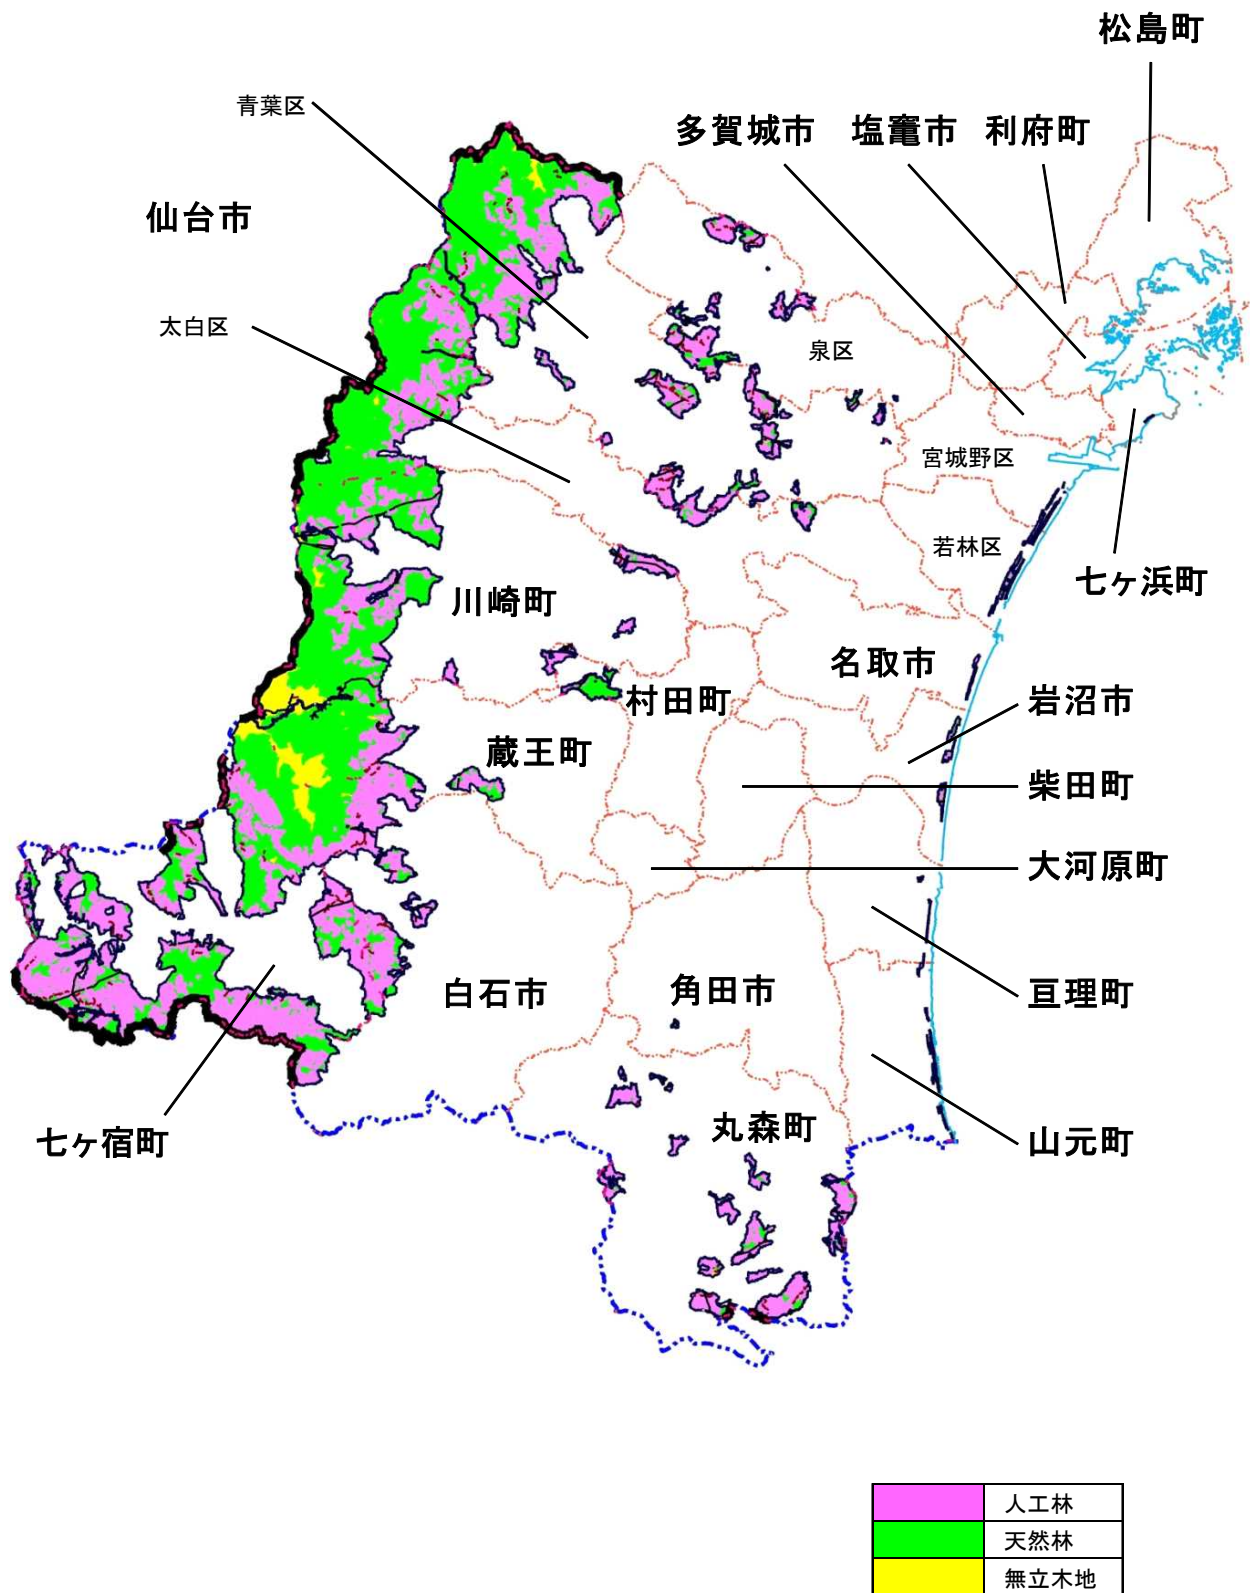 松島町
青葉区
多賀城市
塩竈市
利府町
仙台市
太白区
泉区
宮城野区
若林区
七ヶ浜町
川崎町
名取市
村田町
岩沼市
蔵王町
柴田町
大河原町
白石市
角田市
亘理町
丸森町
山元町
七ヶ宿町
人工林
天然林
無立木地